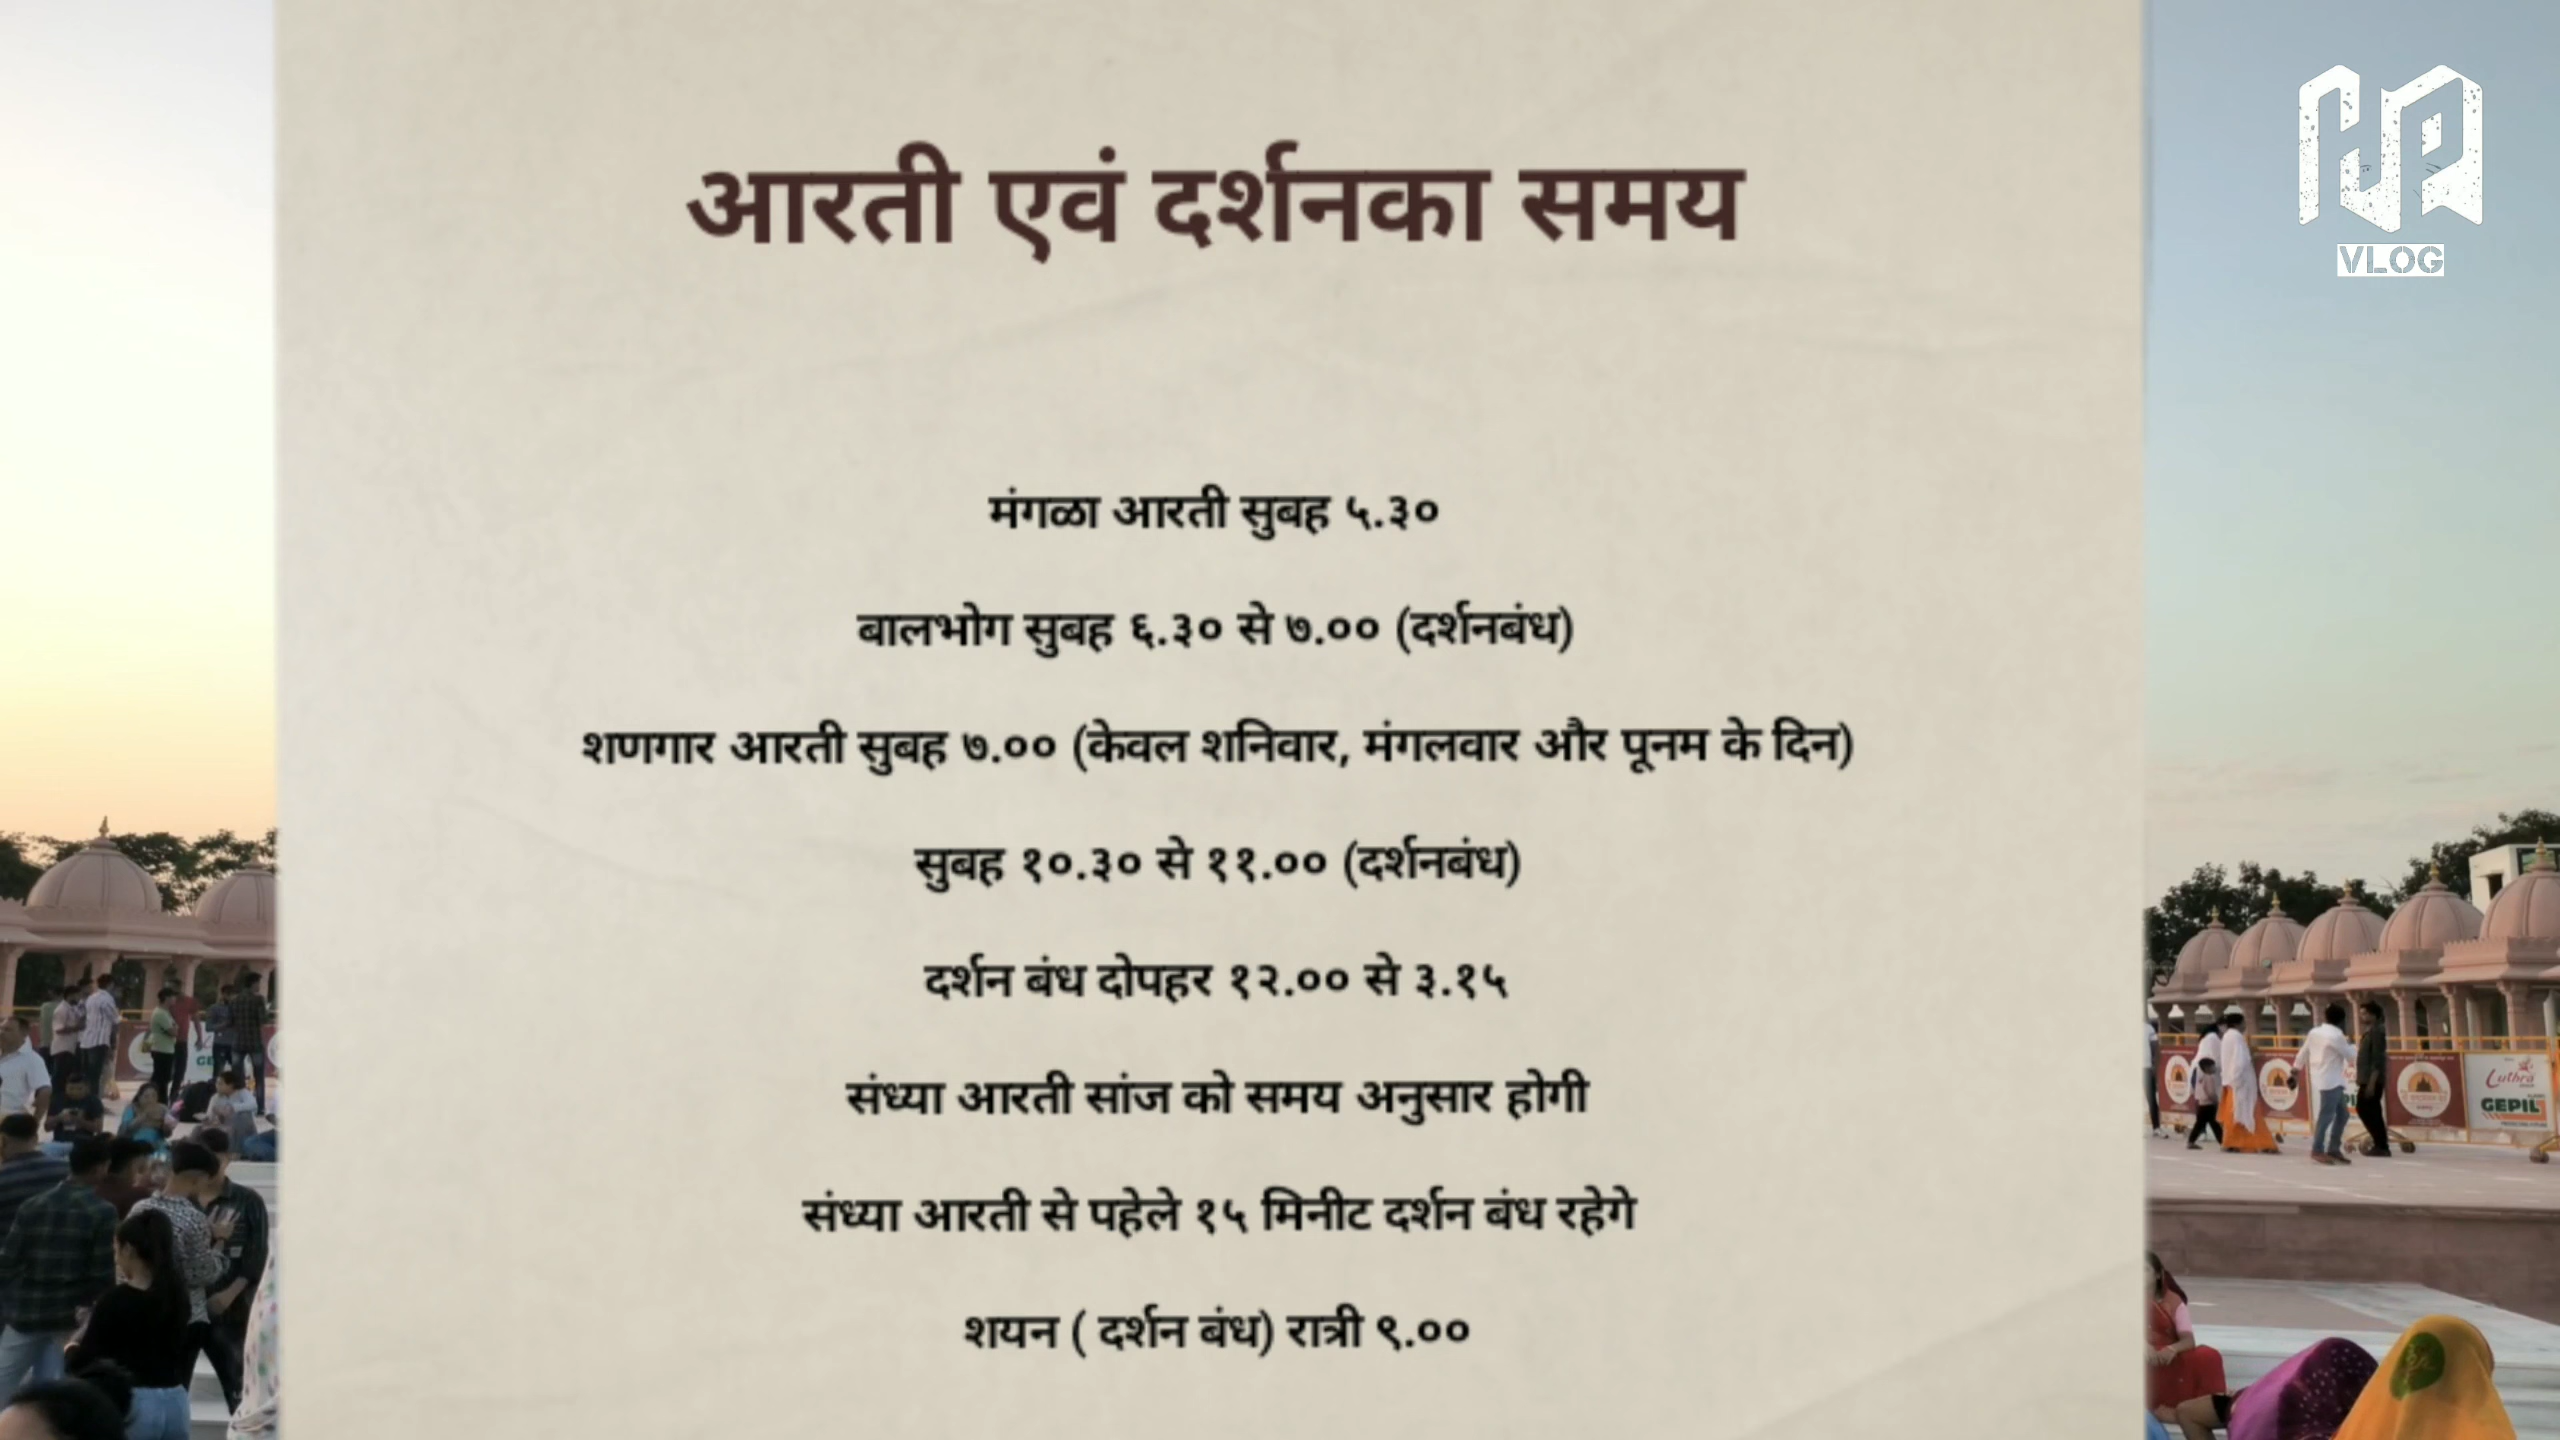 आरती एवं दर्शनका समय
मंगळा आरती सुबह ५.३०
बालभोग सुबह ६.३० से ७.०० (दर्शनबंध)
शणगार आरती सुबह ७.०० (केवल शनिवार, मंगलवार और पूनम के दिन)
सुबह १०.३० से ११.०० (दर्शनबंध)
दर्शन बंध दोपहर १२.०० से ३.१५
संध्या आरती सांज को समय अनुसार होगी
संध्या आरती से पहेले १५ मिनीट दर्शन बंध रहेगे
शयन ( दर्शन बंध) रात्री ९.००
VLOG
Luthra
GEPIL